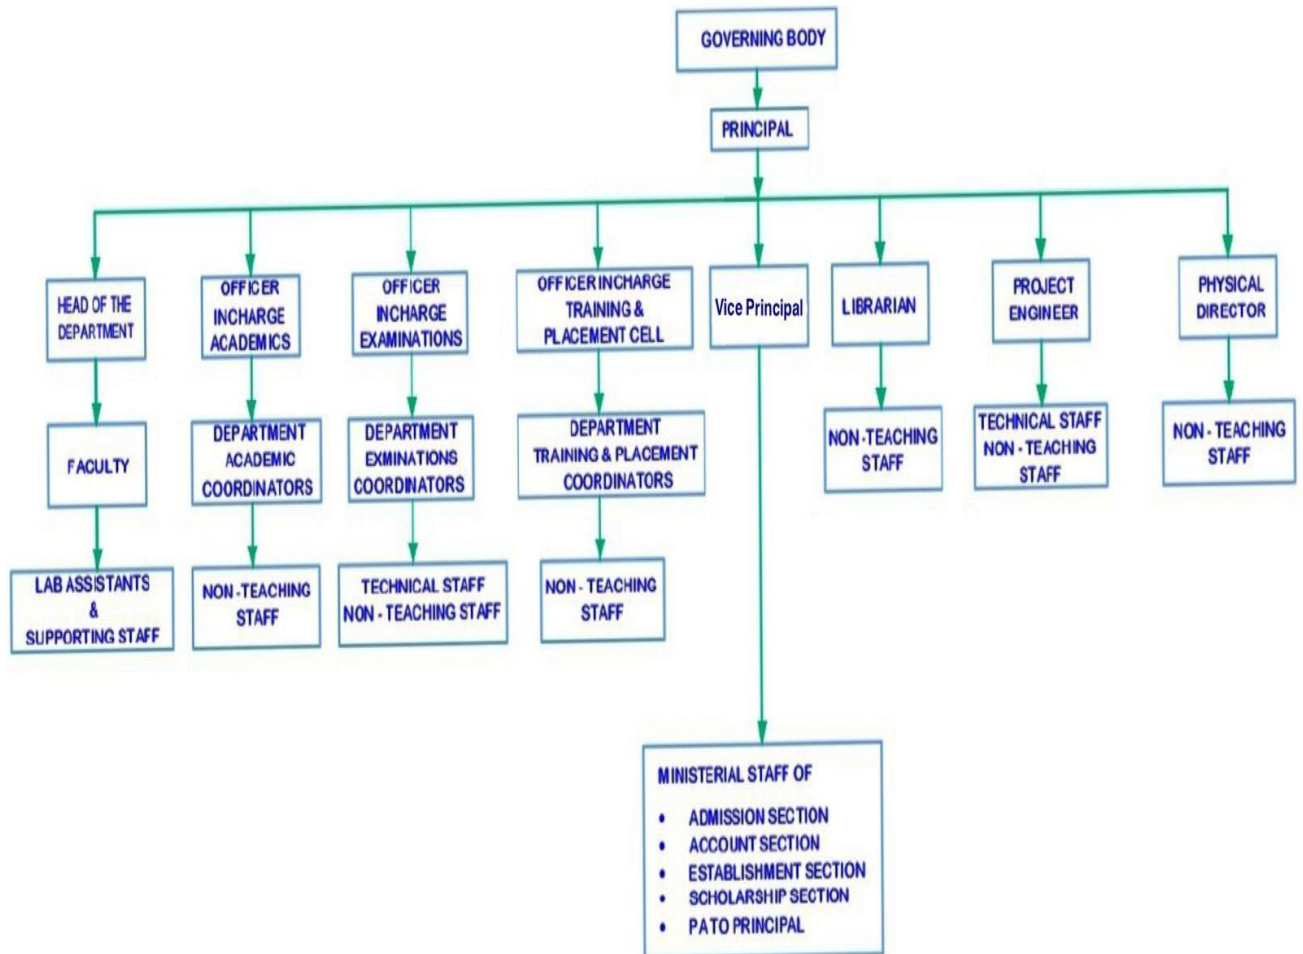 GOVERNING BODY
PRINCIPAL
HEAD OF THE
DEPARTMENT
OFFICER
INCHARGE
ACADEMICS
OFFICER
INCHARGE
EXAMINATIONS
OFFICER INCHARGE
TRAINING &
PLACEMENT CELL
Vice Principal
LIBRARIAN
PROJECT
ENGINEER
PHYSICAL
DIRECTOR
FACULTY
DEPARTMENT
ACADEMIC
COORDINATORS
DEPARTMENT
EXMINATIONS
COORDINATORS
DEPARTMENT
TRAINING & PLACEMENT
COORDINATORS
NON -TEACHING
STAFF
TECHNICAL STAFF
NON - TEACHING
STAFF
NON - TEACHING
STAFF
LAB ASSISTANTS
&
SUPPORTING STAFF
NON -TEACHING
STAFF
TECHNICAL STAFF
NON - TEACHING STAFF
NON - TEACHING
STAFF
MINISTERIAL STAFF OF
• ADMISSION SECTION
• ACCOUNT SECTION
• ESTABLISHMENT SECTION
• SCHOLARSHIP SECTION
• PA TO PRINCIPAL